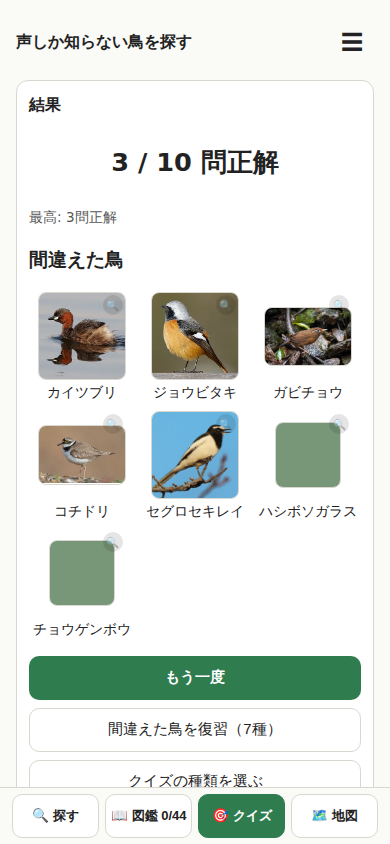 声しか知らない鳥を探す
結果
3 / 10 問正解
最高: 3問正解
間違えた鳥
カイツブリ ジョウビタキ ガビチョウ
コチドリ セグロセキレイ ハシボソガラス
チョウゲンボウ
もう一度
間違えた鳥を復習（7種）
クイズの種類を選ぶ
🔍 探す 📖 図鑑 0/44 🎯 クイズ 🗺️ 地図